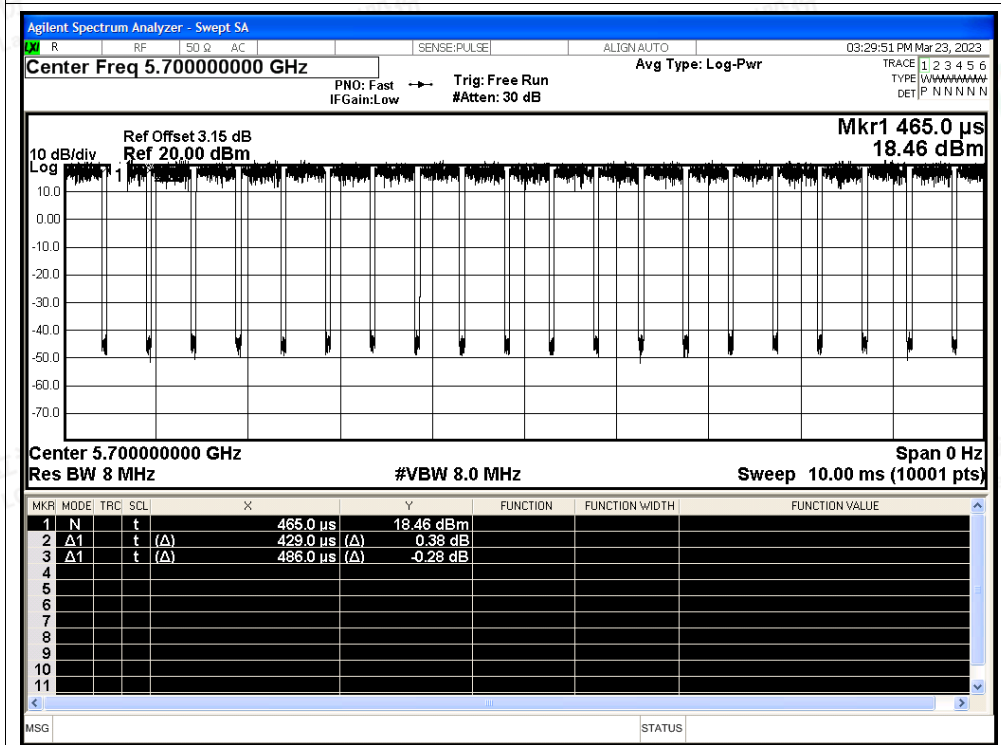 Agilent Spectrum Analyzer - Swept SA
LXI R RF 50 Ω AC SENSE:PULSE ALIGN AUTO 03:29:51 PM Mar 23, 2023
Center Freq 5.700000000 GHz Avg Type: Log-Pwr TRACE 1 2 3 4 5 6
PNO: Fast Trig: Free Run TYPE WWWWWW
IFGain:Low #Atten: 30 dB DET P N N N N N
Mkr1 465.0 µs
Ref Offset 3.15 dB
10 dB/div Ref 20.00 dBm 18.46 dBm
Log
1
10.0
0.00
-10.0
-20.0
-30.0
-40.0
-50.0
-60.0
-70.0
Center 5.700000000 GHz Span 0 Hz
Res BW 8 MHz #VBW 8.0 MHz Sweep 10.00 ms (10001 pts)
MKR MODE TRC SCL X Y FUNCTION FUNCTION WIDTH FUNCTION VALUE
1 N t 465.0 µs 18.46 dBm
2 Δ1 t (Δ) 429.0 µs (Δ) 0.38 dB
3 Δ1 t (Δ) 486.0 µs (Δ) -0.28 dB
4
5
6
7
8
9
10
11
MSG STATUS